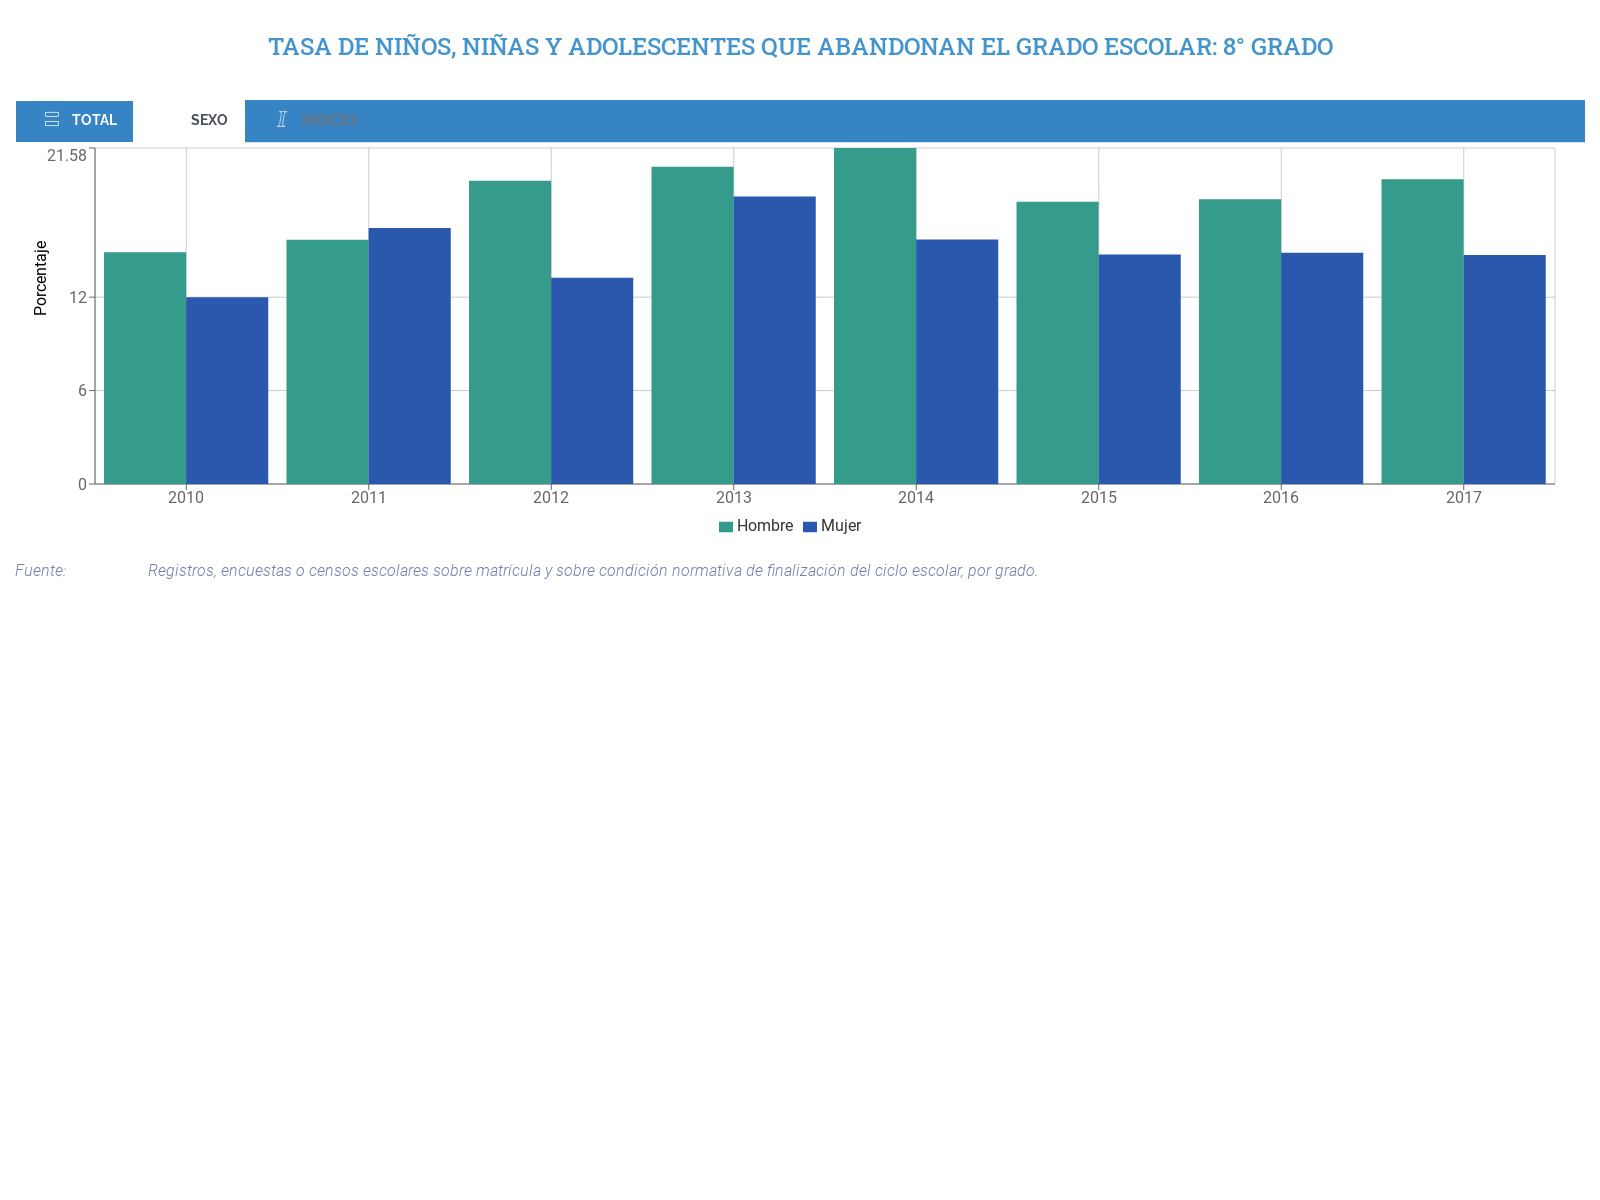 TASA DE NIÑOS, NIÑAS Y ADOLESCENTES QUE ABANDONAN EL GRADO ESCOLAR: 8° GRADO
TOTAL SEXO INDICES
21.58
12
6
0
Porcentaje
2010 2011 2012 2013 2014 2015 2016 2017
Hombre Mujer
Fuente: Registros, encuestas o censos escolares sobre matrícula y sobre condición normativa de finalización del ciclo escolar, por grado.